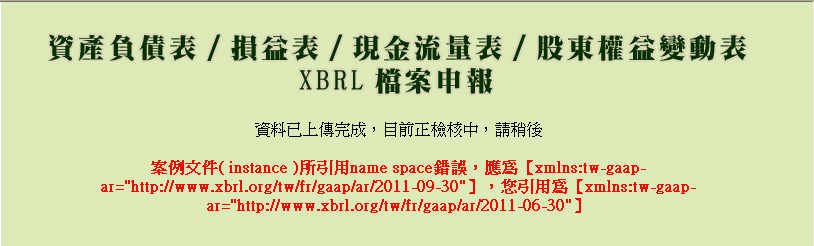 資產負債表 / 損益表 / 現金流量表 / 股東權益變動表
XBRL 檔案申報
資料已上傳完成，目前正檢核中，請稍後
案例文件( instance )所引用name space錯誤，應為［xmlns:tw-gaap-
ar="http://www.xbrl.org/tw/fr/gaap/ar/2011-09-30"］，您引用為［xmlns:tw-gaap-
ar="http://www.xbrl.org/tw/fr/gaap/ar/2011-06-30"］